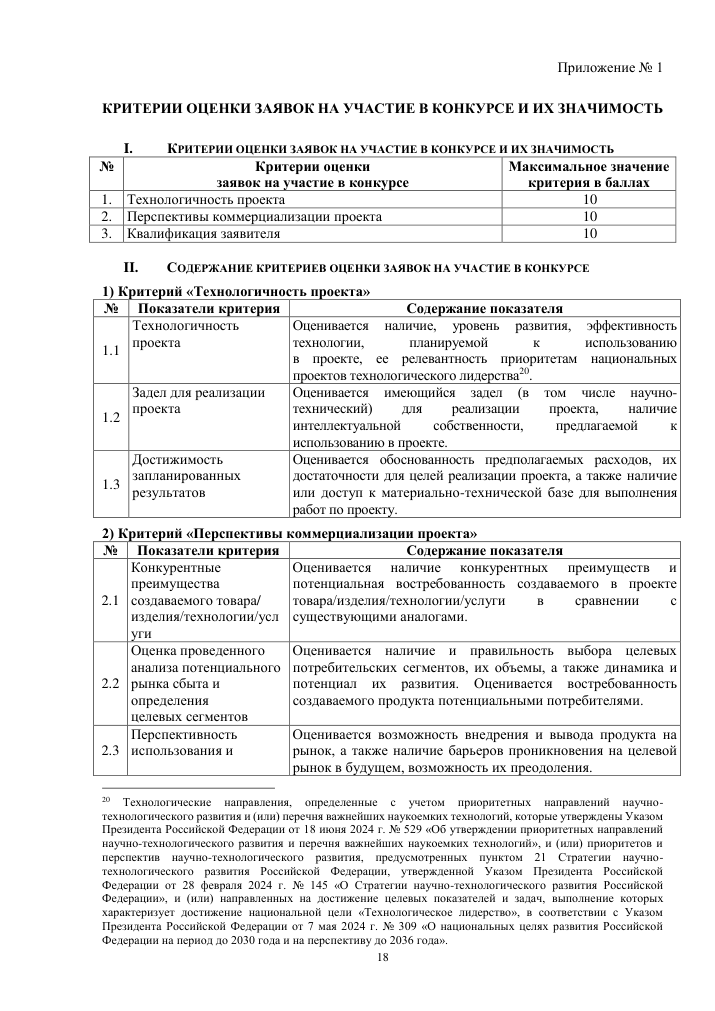 Приложение № 1
КРИТЕРИИ ОЦЕНКИ ЗАЯВОК НА УЧАСТИЕ В КОНКУРСЕ И ИХ ЗНАЧИМОСТЬ
I. КРИТЕРИИ ОЦЕНКИ ЗАЯВОК НА УЧАСТИЕ В КОНКУРСЕ И ИХ ЗНАЧИМОСТЬ
№ Критерии оценки Максимальное значение
заявок на участие в конкурсе критерия в баллах
1. Технологичность проекта 10
2. Перспективы коммерциализации проекта 10
3. Квалификация заявителя 10
II. СОДЕРЖАНИЕ КРИТЕРИЕВ ОЦЕНКИ ЗАЯВОК НА УЧАСТИЕ В КОНКУРСЕ
1) Критерий «Технологичность проекта»
№ Показатели критерия Содержание показателя
1.1
Технологичность
проекта
Оценивается наличие, уровень развития, эффективность
технологии, планируемой к использованию
в проекте, ее релевантность приоритетам национальных
проектов технологического лидерства20.
1.2
Задел для реализации
проекта
Оценивается имеющийся задел (в том числе научно-
технический) для реализации проекта, наличие
интеллектуальной собственности, предлагаемой к
использованию в проекте.
1.3
Достижимость
запланированных
результатов
Оценивается обоснованность предполагаемых расходов, их
достаточности для целей реализации проекта, а также наличие
или доступ к материально-технической базе для выполнения
работ по проекту.
2) Критерий «Перспективы коммерциализации проекта»
№ Показатели критерия Содержание показателя
2.1
Конкурентные
преимущества
создаваемого товара/
изделия/технологии/усл
уги
Оценивается наличие конкурентных преимуществ и
потенциальная востребованность создаваемого в проекте
товара/изделия/технологии/услуги в сравнении с
существующими аналогами.
2.2
Оценка проведенного
анализа потенциального
рынка сбыта и
определения
целевых сегментов
Оценивается наличие и правильность выбора целевых
потребительских сегментов, их объемы, а также динамика и
потенциал их развития. Оценивается востребованность
создаваемого продукта потенциальными потребителями.
2.3
Перспективность
использования и
Оценивается возможность внедрения и вывода продукта на
рынок, а также наличие барьеров проникновения на целевой
рынок в будущем, возможность их преодоления.
20 Технологические направления, определенные с учетом приоритетных направлений научно-
технологического развития и (или) перечня важнейших наукоемких технологий, которые утверждены Указом
Президента Российской Федерации от 18 июня 2024 г. № 529 «Об утверждении приоритетных направлений
научно-технологического развития и перечня важнейших наукоемких технологий», и (или) приоритетов и
перспектив научно-технологического развития, предусмотренных пунктом 21 Стратегии научно-
технологического развития Российской Федерации, утвержденной Указом Президента Российской
Федерации от 28 февраля 2024 г. № 145 «О Стратегии научно-технологического развития Российской
Федерации», и (или) направленных на достижение целевых показателей и задач, выполнение которых
характеризует достижение национальной цели «Технологическое лидерство», в соответствии с Указом
Президента Российской Федерации от 7 мая 2024 г. № 309 «О национальных целях развития Российской
Федерации на период до 2030 года и на перспективу до 2036 года».
18